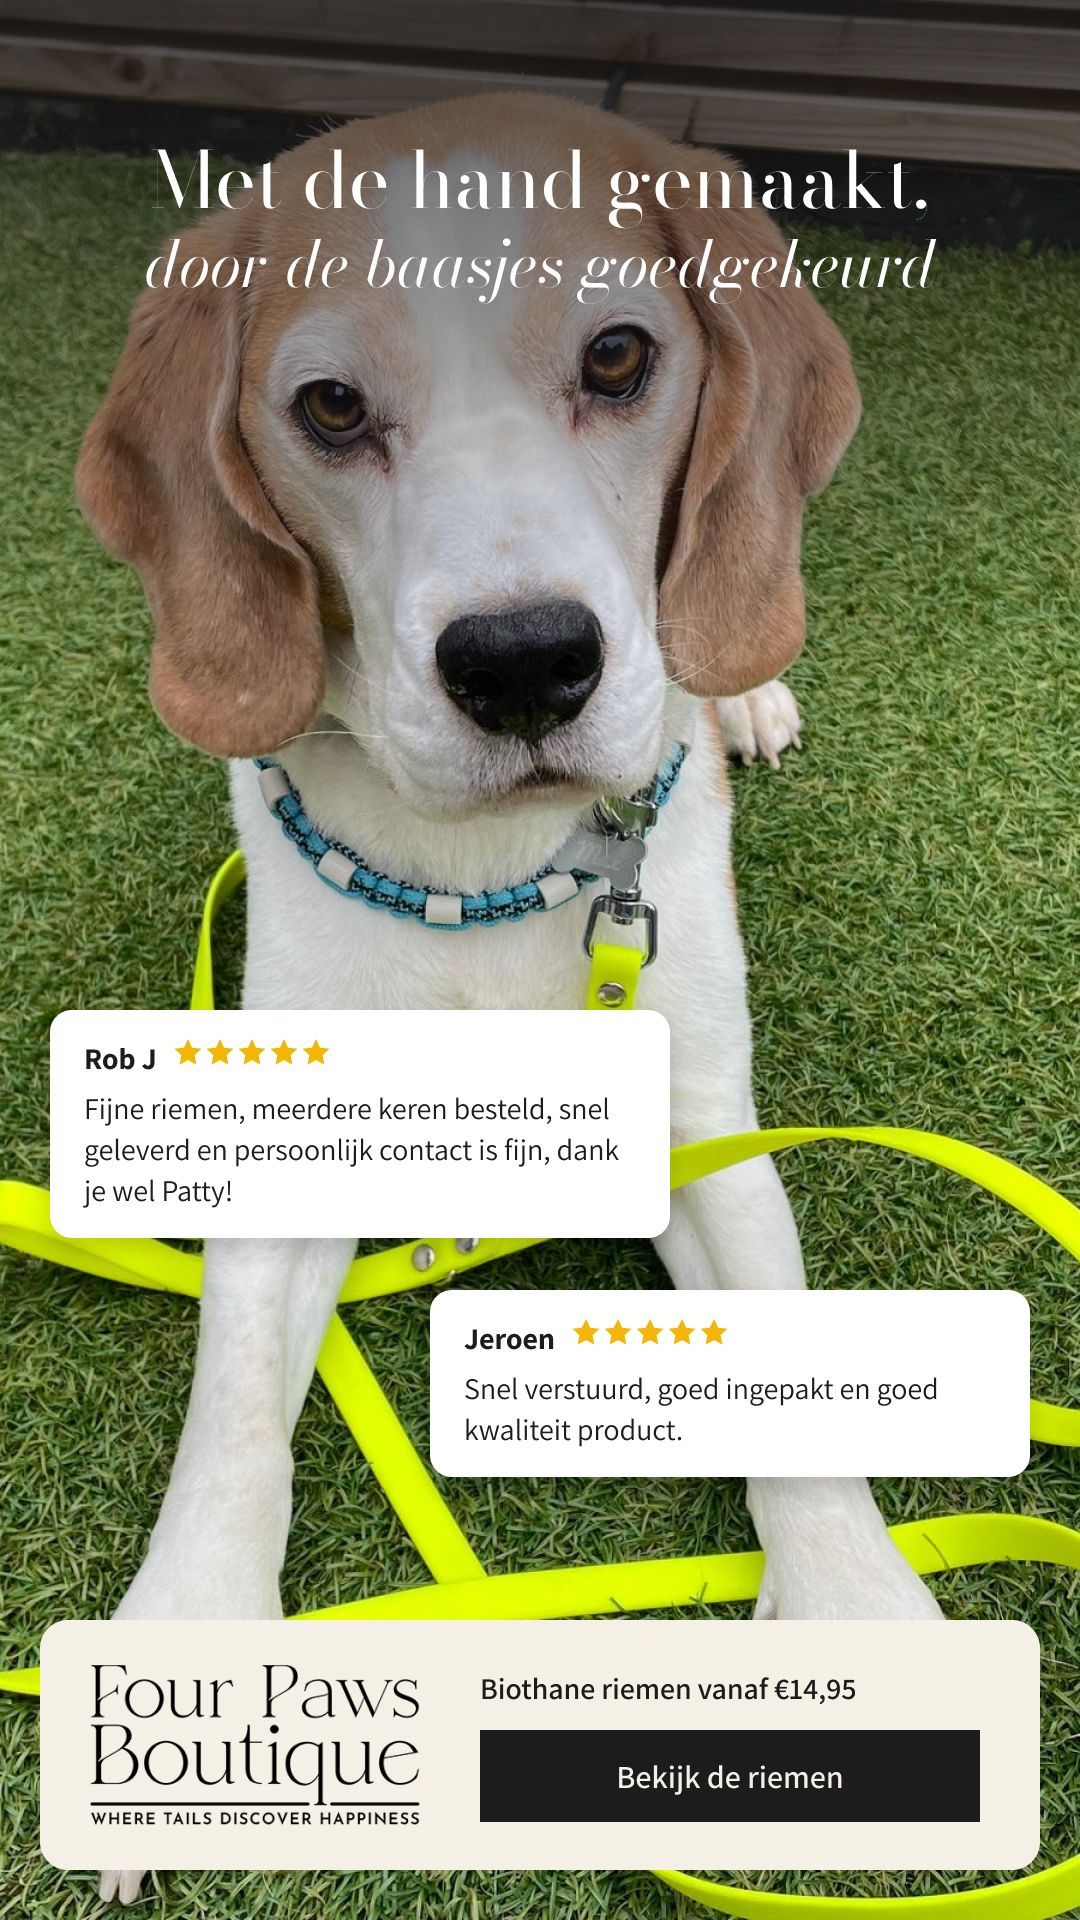 Met de hand gemaakt,
door de baasjes goedgekeurd
Rob J
Fijne riemen, meerdere keren besteld, snel
geleverd en persoonlijk contact is fijn, dank
je wel Patty!
Jeroen
Snel verstuurd, goed ingepakt en goed
kwaliteit product.
Four Paws
Boutique
WHERE TAILS DISCOVER HAPPINESS
Biothane riemen vanaf €14,95
Bekijk de riemen